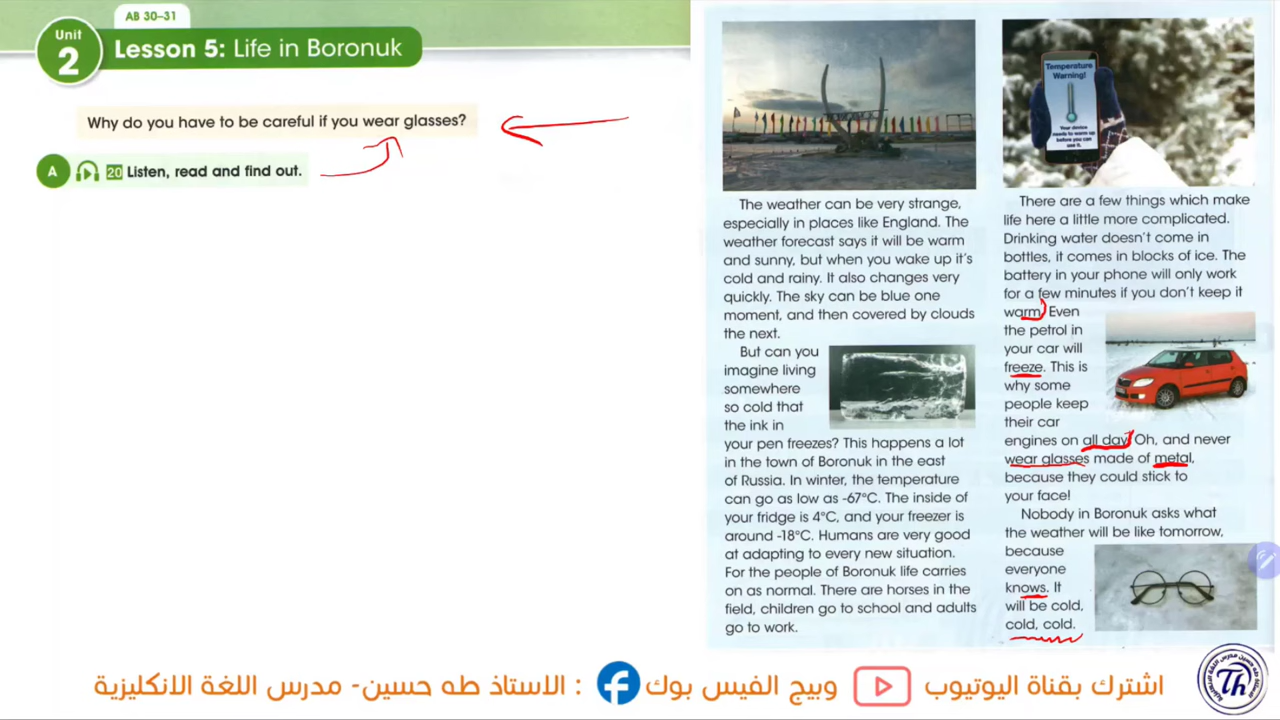 AB 30–31
Unit
2
Lesson 5: Life in Boronuk
Why do you have to be careful if you wear glasses?
A 20 Listen, read and find out.
The weather can be very strange,
especially in places like England. The
weather forecast says it will be warm
and sunny, but when you wake up it's
cold and rainy. It also changes very
quickly. The sky can be blue one
moment, and then covered by clouds
the next.
But can you
imagine living
somewhere
so cold that
the ink in
your pen freezes? This happens a lot
in the town of Boronuk in the east
of Russia. In winter, the temperature
can go as low as -67°C. The inside of
your fridge is 4°C, and your freezer is
around -18°C. Humans are very good
at adapting to every new situation.
For the people of Boronuk life carries
on as normal. There are horses in the
field, children go to school and adults
go to work.
Temperature
Warning!
Your device
needs to warm up
before you can
use it.
There are a few things which make
life here a little more complicated.
Drinking water doesn't come in
bottles, it comes in blocks of ice. The
battery in your phone will only work
for a few minutes if you don't keep it
warm. Even
the petrol in
your car will
freeze. This is
why some
people keep
their car
engines on all day. Oh, and never
wear glasses made of metal,
because they could stick to
your face!
Nobody in Boronuk asks what
the weather will be like tomorrow,
because
everyone
knows. It
will be cold,
cold, cold.
اشترك بقناة اليوتيوب وبيج الفيس بوك : الاستاذ طه حسين- مدرس اللغة الانكليزية
Th